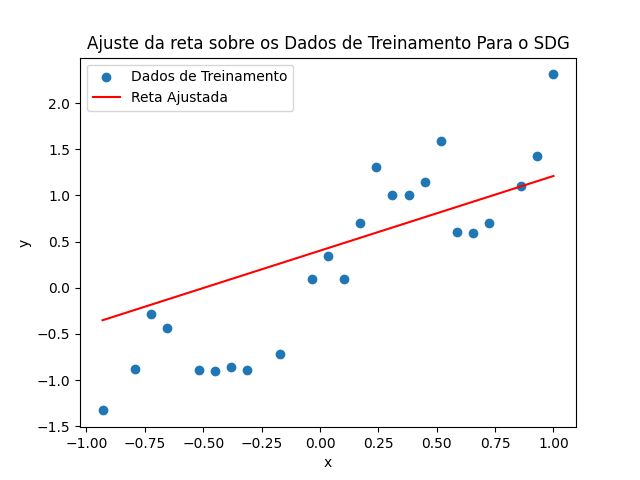 Ajuste da reta sobre os Dados de Treinamento Para o SDG
Dados de Treinamento
Reta Ajustada
2.0
1.5
1.0
0.5
0.0
−0.5
−1.0
−1.5
y
−1.00 −0.75 −0.50 −0.25 0.00 0.25 0.50 0.75 1.00
x